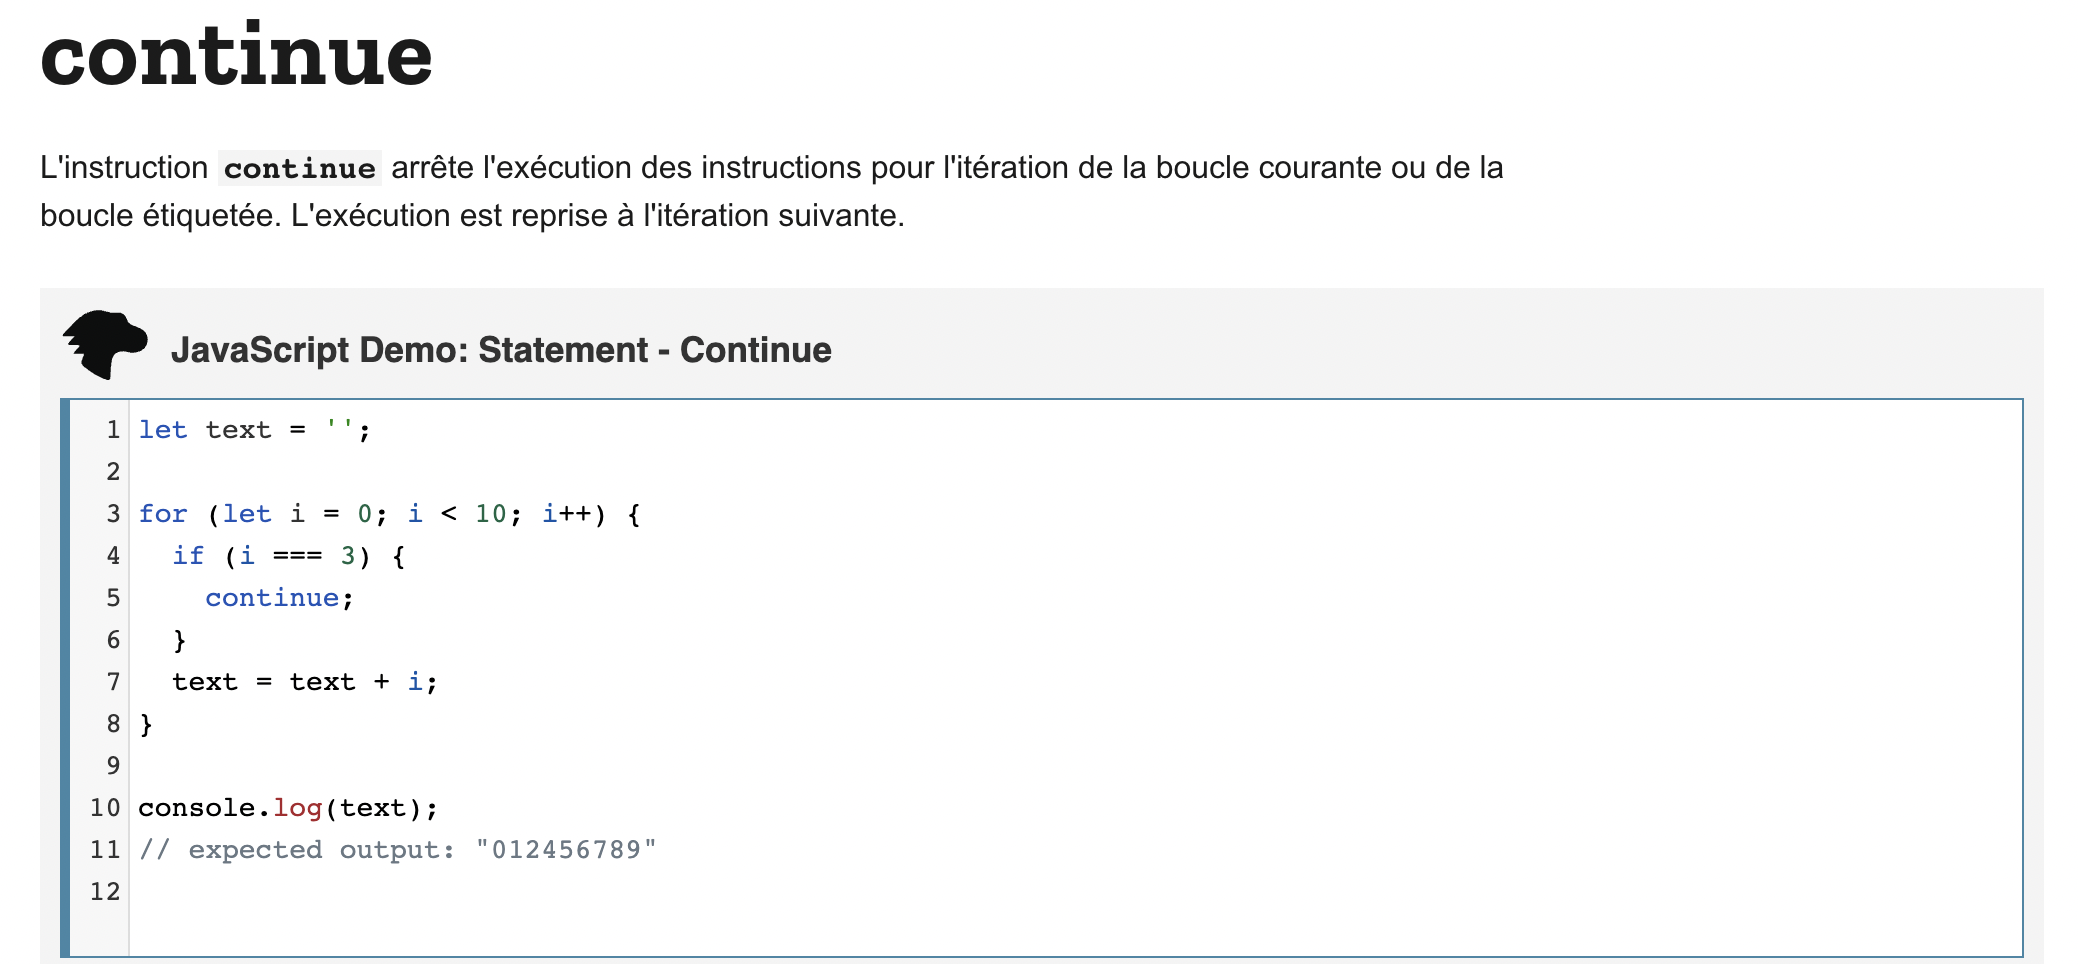 continue
L'instruction continue arrête l'exécution des instructions pour l'itération de la boucle courante ou de la
boucle étiquetée. L'exécution est reprise à l'itération suivante.
JavaScript Demo: Statement - Continue
1 let text = '';
2
3 for (let i = 0; i < 10; i++) {
4   if (i === 3) {
5     continue;
6   }
7   text = text + i;
8 }
9
10 console.log(text);
11 // expected output: "012456789"
12